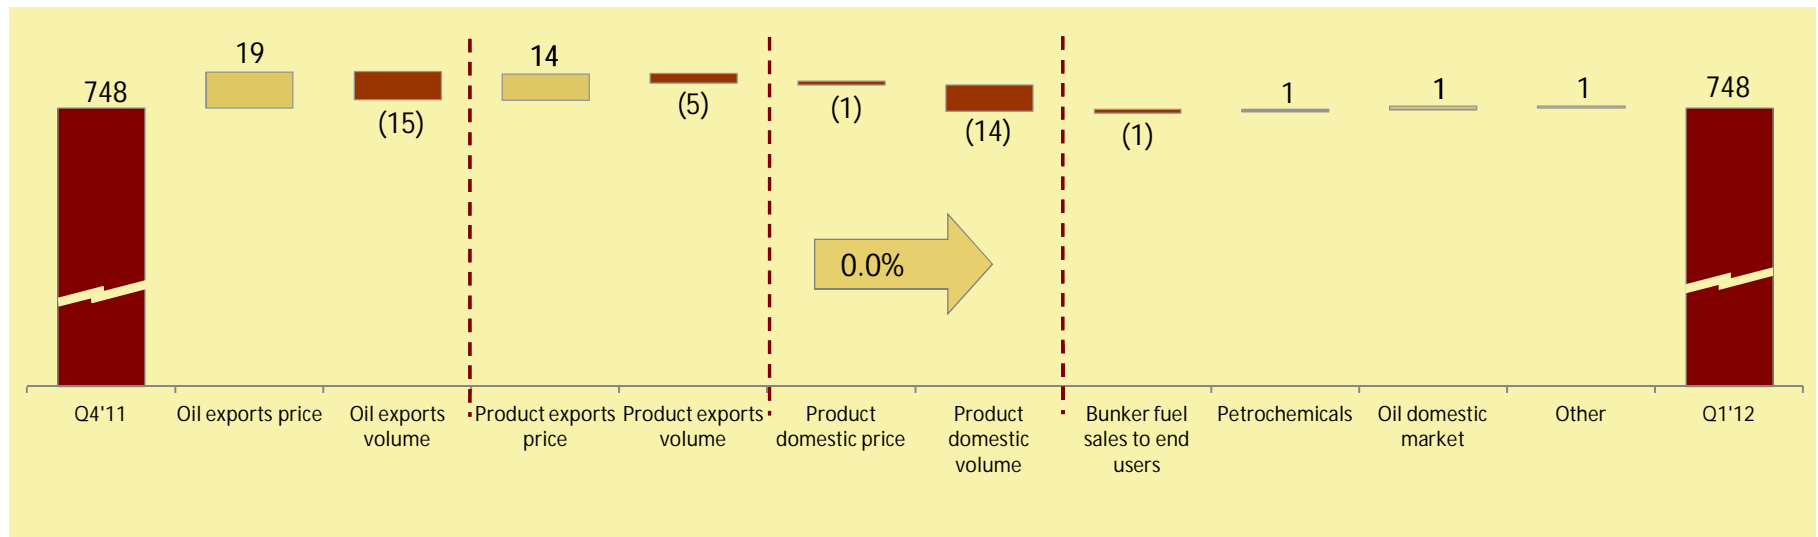 748
19
(15)
14
(5)
(1)
(14)
(1)
1
1
1
748
0.0%
Q4'11
Oil exports price
Oil exports
volume
Product exports
price
Product exports
volume
Product
domestic price
Product
domestic
volume
Bunker fuel
sales to end
users
Petrochemicals
Oil domestic
market
Other
Q1'12